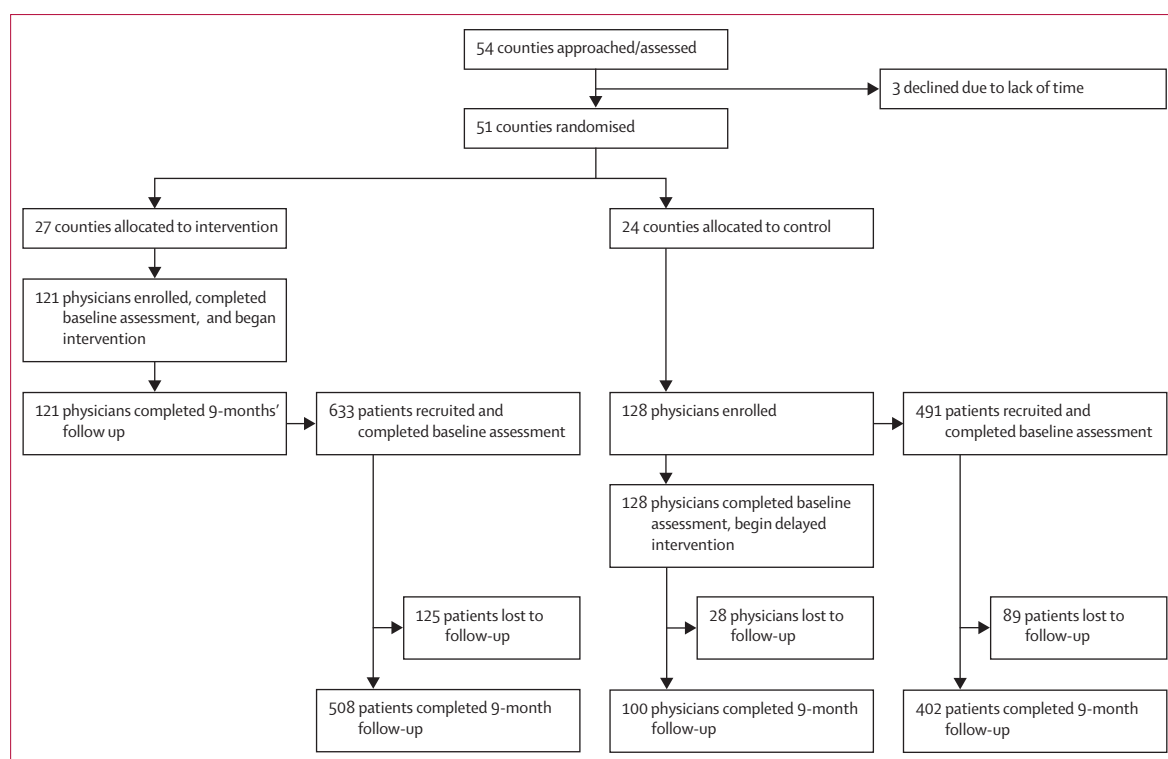 54 counties approached/assessed
3 declined due to lack of time
51 counties randomised
27 counties allocated to intervention
24 counties allocated to control
121 physicians enrolled, completed
baseline assessment, and began
intervention
121 physicians completed 9-months’
follow up
633 patients recruited and
completed baseline assessment
128 physicians enrolled
491 patients recruited and
completed baseline assessment
128 physicians completed baseline
assessment, begin delayed
intervention
125 patients lost to
follow-up
28 physicians lost to
follow-up
89 patients lost to
follow-up
508 patients completed 9-month
follow-up
100 physicians completed 9-month
follow-up
402 patients completed 9-month
follow-up